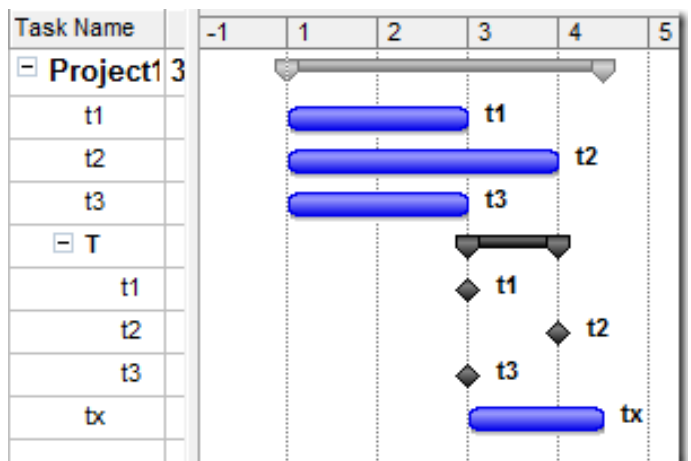 Task Name -1 1 2 3 4 5
Project1 3
t1 t1
t2 t2
t3 t3
T
t1 t1
t2 t2
t3 t3
tx tx